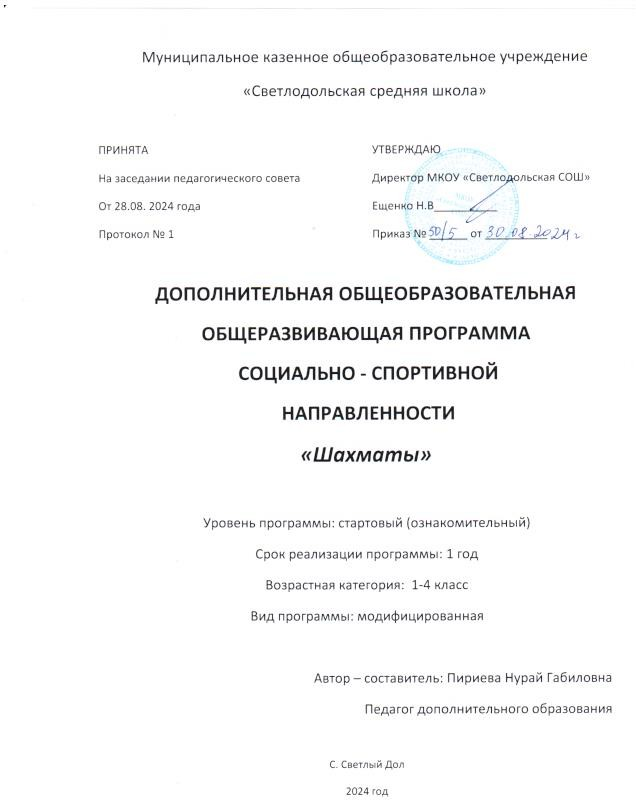 Муниципальное казенное общеобразовательное учреждение
«Светлодольская средняя школа»
ПРИНЯТА
На заседании педагогического совета
От 28.08. 2024 года
Протокол № 1
УТВЕРЖДАЮ
Директор МКОУ «Светлодольская СОШ»
Ещенко Н.В__________
Приказ № 50/5 от 30.08.2024 г
ДОПОЛНИТЕЛЬНАЯ ОБЩЕОБРАЗОВАТЕЛЬНАЯ
ОБЩЕРАЗВИВАЮЩАЯ ПРОГРАММА
СОЦИАЛЬНО - СПОРТИВНОЙ
НАПРАВЛЕННОСТИ
«Шахматы»
Уровень программы: стартовый (ознакомительный)
Срок реализации программы: 1 год
Возрастная категория: 1-4 класс
Вид программы: модифицированная
Автор – составитель: Пириева Нурай Габиловна
Педагог дополнительного образования
С. Светлый Дол
2024 год